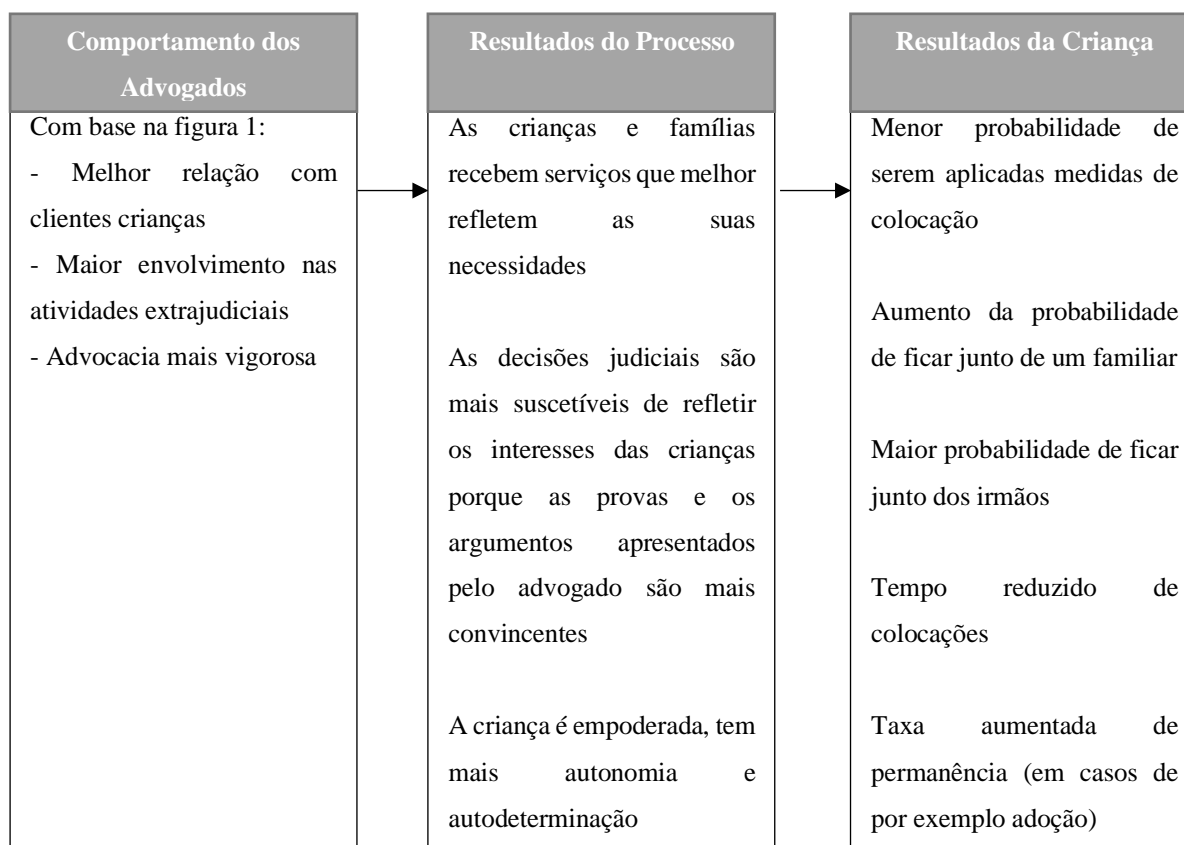 Comportamento dos
Advogados
Com base na figura 1:
- Melhor relação com
clientes crianças
- Maior envolvimento nas
atividades extrajudiciais
- Advocacia mais vigorosa
Resultados do Processo
As crianças e famílias
recebem serviços que melhor
refletem as suas
necessidades
As decisões judiciais são
mais suscetíveis de refletir
os interesses das crianças
porque as provas e os
argumentos apresentados
pelo advogado são mais
convincentes
A criança é empoderada, tem
mais autonomia e
autodeterminação
Resultados da Criança
Menor probabilidade de
serem aplicadas medidas de
colocação
Aumento da probabilidade
de ficar junto de um familiar
Maior probabilidade de ficar
junto dos irmãos
Tempo reduzido de
colocações
Taxa aumentada de
permanência (em casos de
por exemplo adoção)